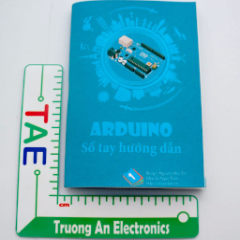 ARDUINO
Sổ tay hướng dẫn
TAE
cm
Truong An Electronics